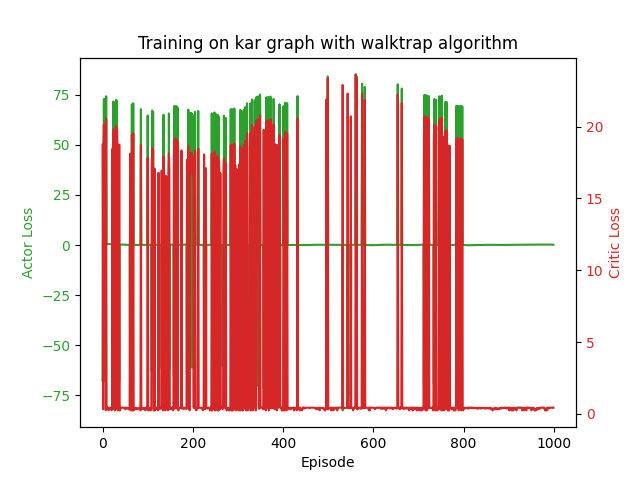 Training on kar graph with walktrap algorithm
75
50
25
0
−25
−50
−75
Actor Loss
20
15
10
5
0
Critic Loss
0 200 400 600 800 1000
Episode